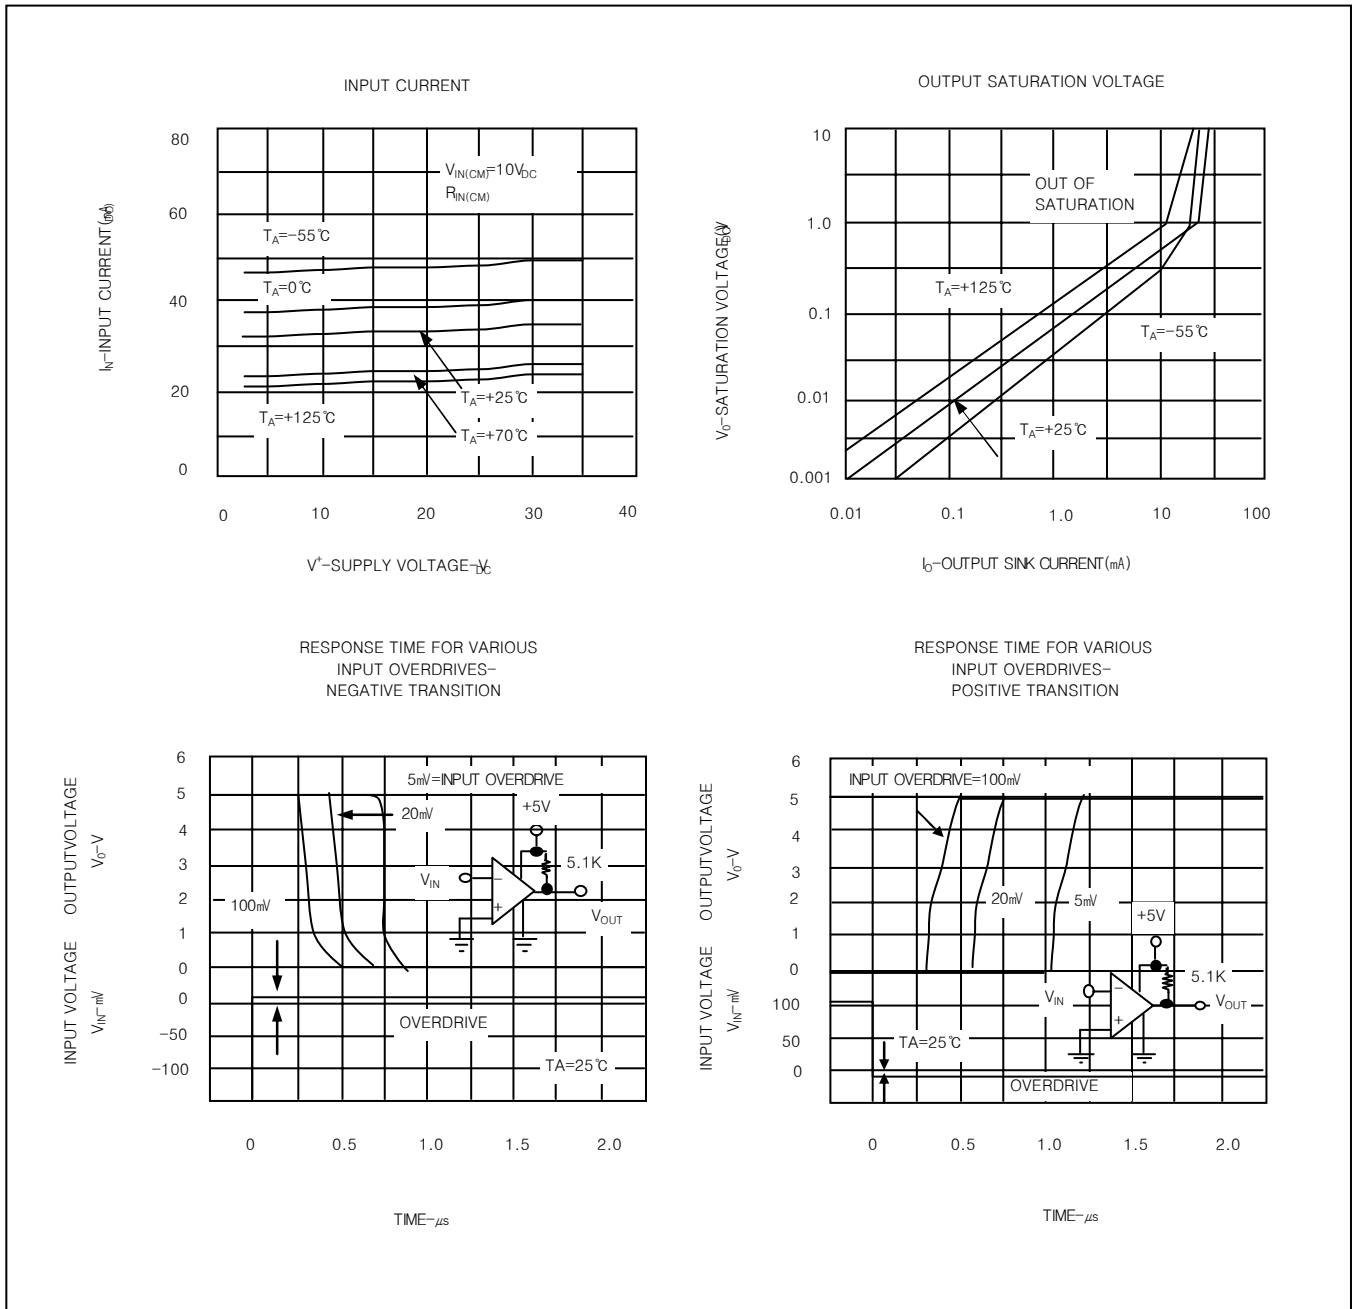 INPUT CURRENT
80
60
40
20
0
I_N-INPUT CURRENT(mA_DC)
V_IN(CM)=10V_DC
R_IN(CM)
T_A=-55℃
T_A=0℃
T_A=+25℃
T_A=+125℃
T_A=+70℃
0 10 20 30 40
V⁺-SUPPLY VOLTAGE-V_DC
OUTPUT SATURATION VOLTAGE
10
1.0
0.1
0.01
0.001
V_0-SATURATION VOLTAGE(V_DC)
OUT OF
SATURATION
T_A=+125℃
T_A=-55℃
T_A=+25℃
0.01 0.1 1.0 10 100
I_O-OUTPUT SINK CURRENT(mA)
RESPONSE TIME FOR VARIOUS
INPUT OVERDRIVES-
NEGATIVE TRANSITION
6
5
4
3
2
1
0
0
-50
-100
OUTPUTVOLTAGE
V_0-V
INPUT VOLTAGE
V_IN-mV
5mV=INPUT OVERDRIVE
20mV
+5V
5.1K
V_IN
−
+
V_OUT
100mV
OVERDRIVE
TA=25℃
0 0.5 1.0 1.5 2.0
TIME-μs
RESPONSE TIME FOR VARIOUS
INPUT OVERDRIVES-
POSITIVE TRANSITION
6
5
4
3
2
1
0
100
50
0
OUTPUTVOLTAGE
V_0-V
INPUT VOLTAGE
V_IN-mV
INPUT OVERDRIVE=100mV
20mV
5mV
+5V
5.1K
V_IN
−
+
V_OUT
TA=25℃
OVERDRIVE
0 0.5 1.0 1.5 2.0
TIME-μs